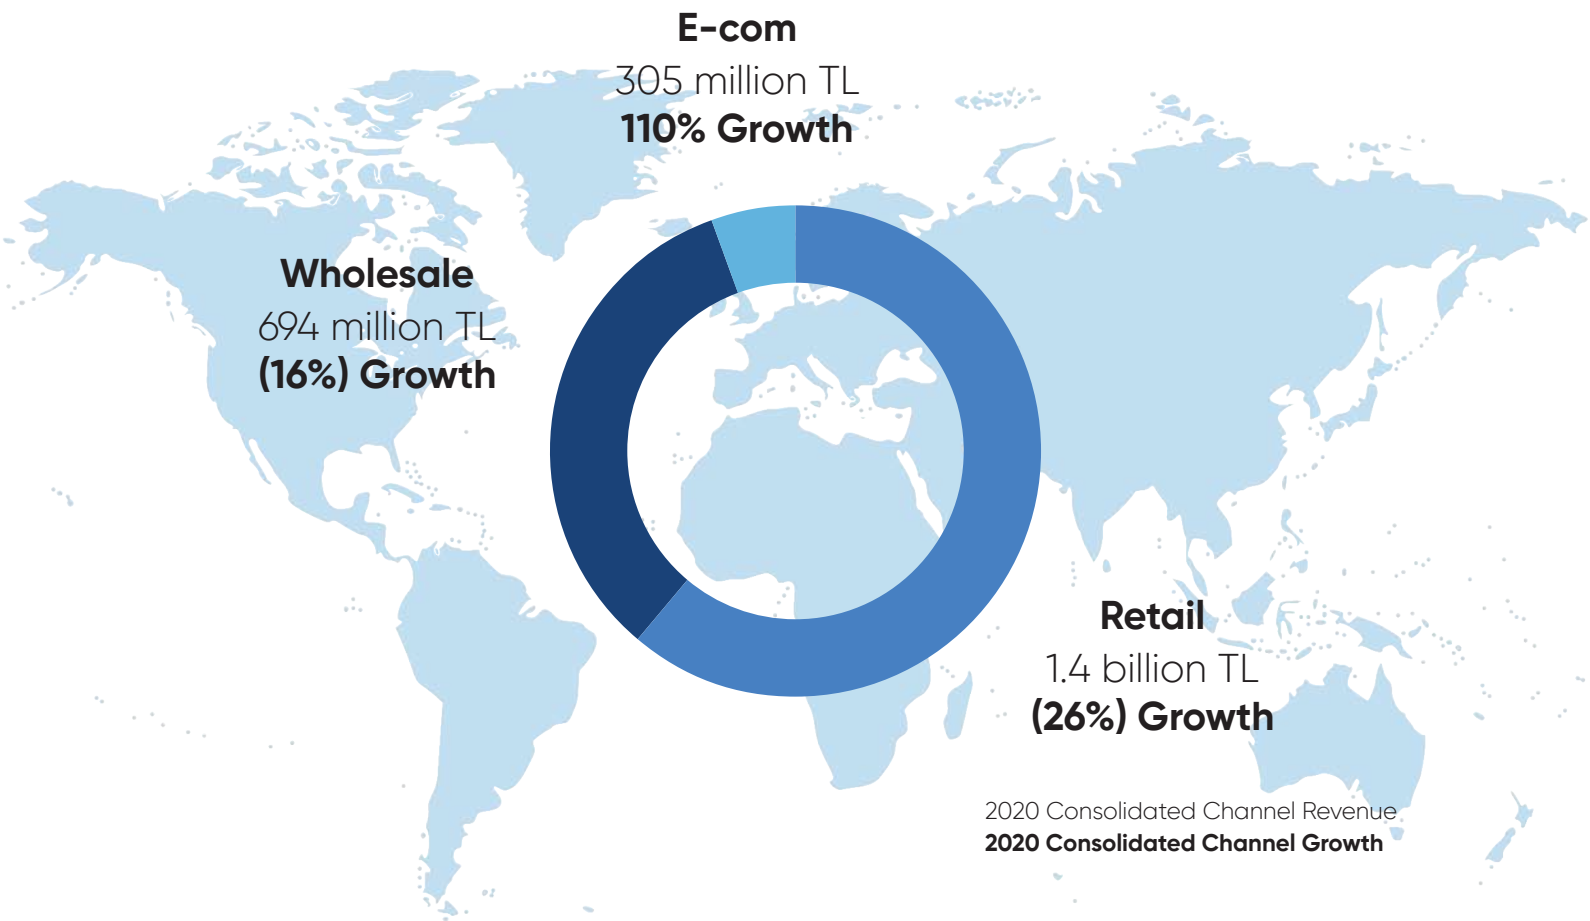 E-com
305 million TL
110% Growth
Wholesale
694 million TL
(16%) Growth
Retail
1.4 billion TL
(26%) Growth
2020 Consolidated Channel Revenue
2020 Consolidated Channel Growth